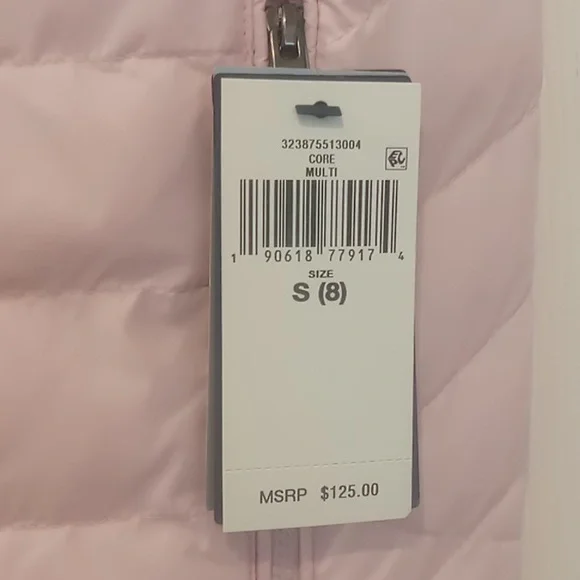 323875513004
CORE
MULTI
1 90618 77917 4
SIZE
S (8)
MSRP $125.00